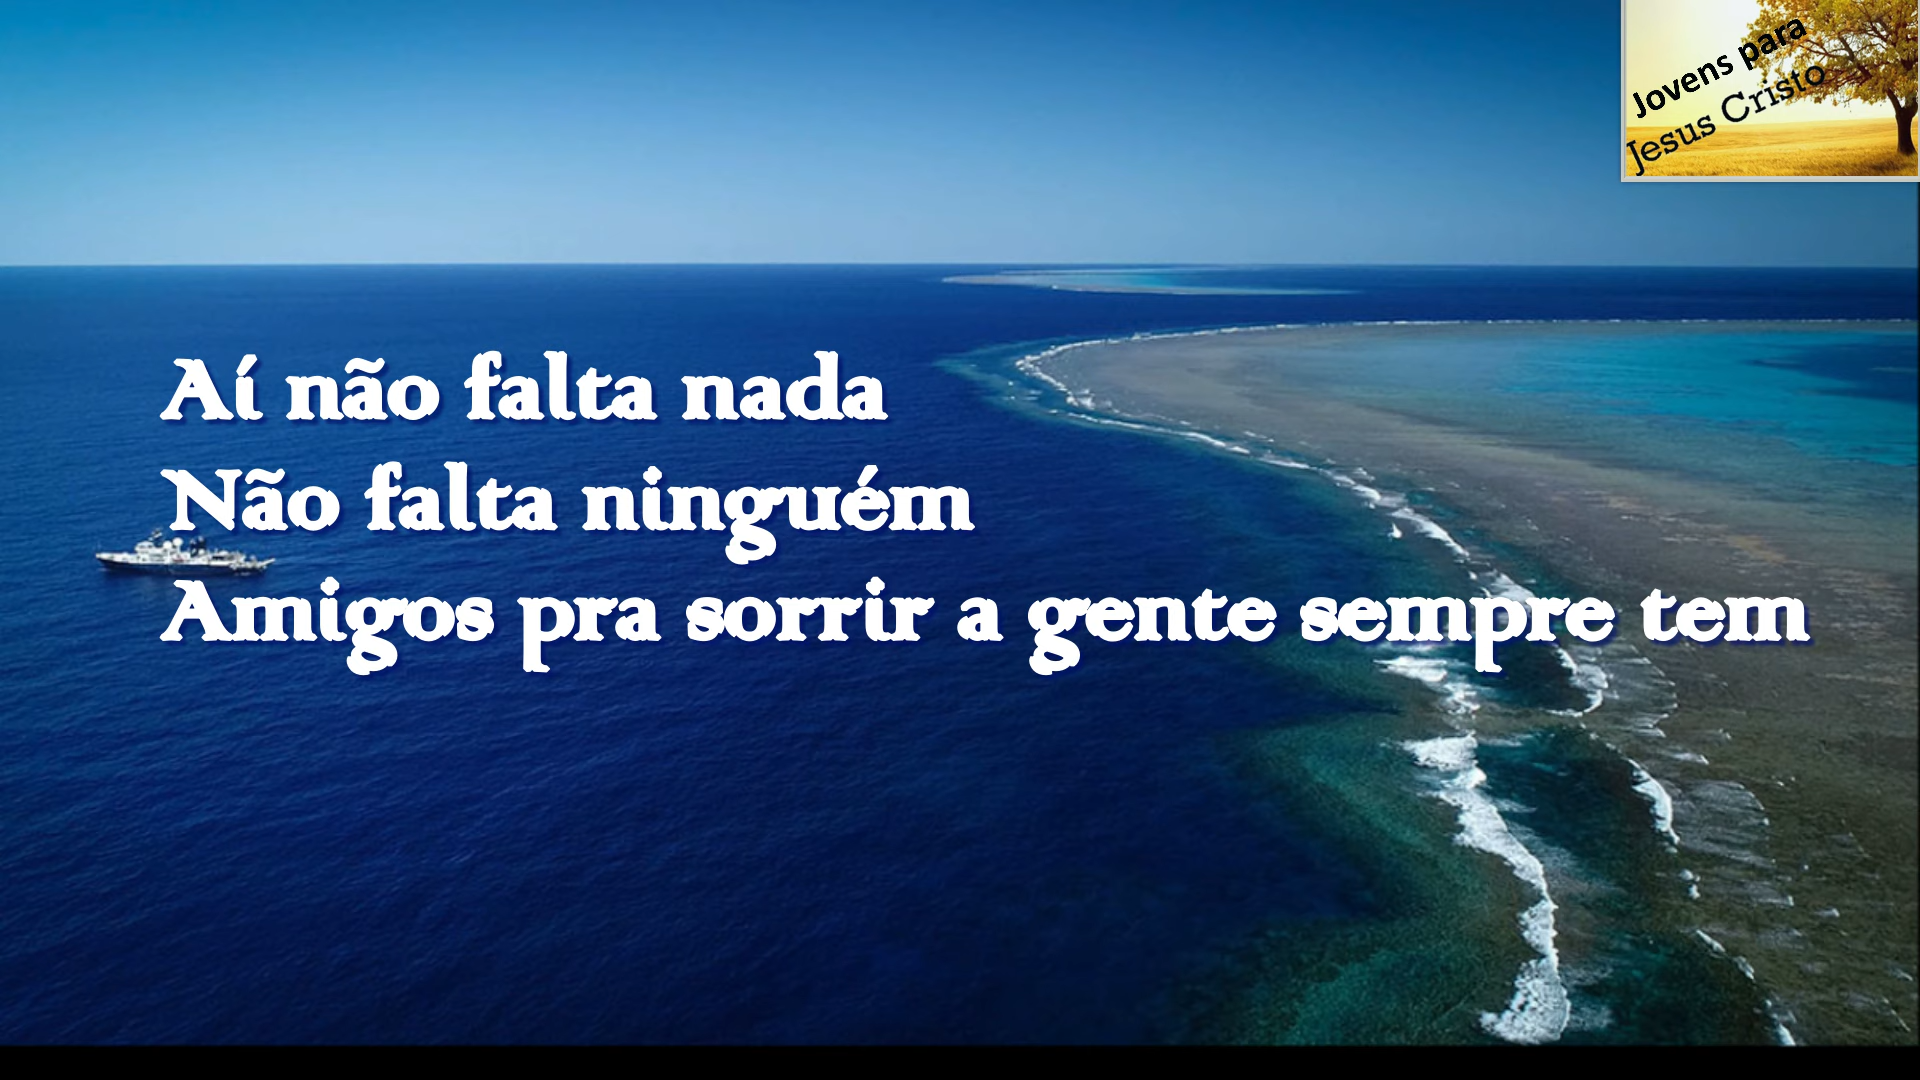 Jovens para
Jesus Cristo
Aí não falta nada
Não falta ninguém
Amigos pra sorrir a gente sempre tem